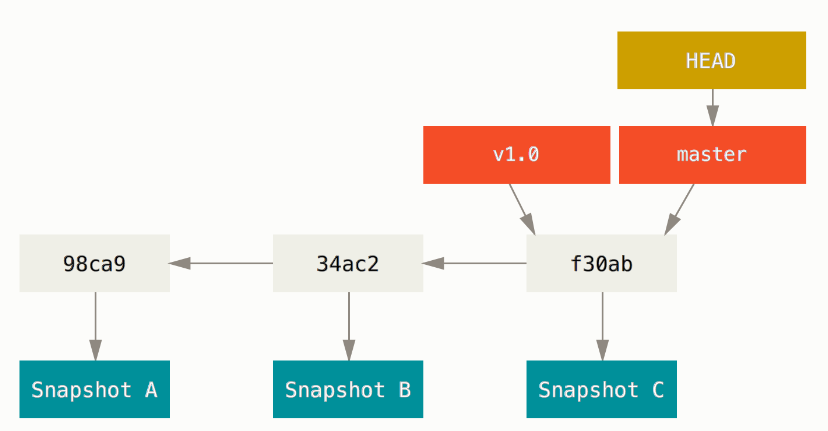 HEAD
v1.0
master
98ca9
34ac2
f30ab
Snapshot A
Snapshot B
Snapshot C